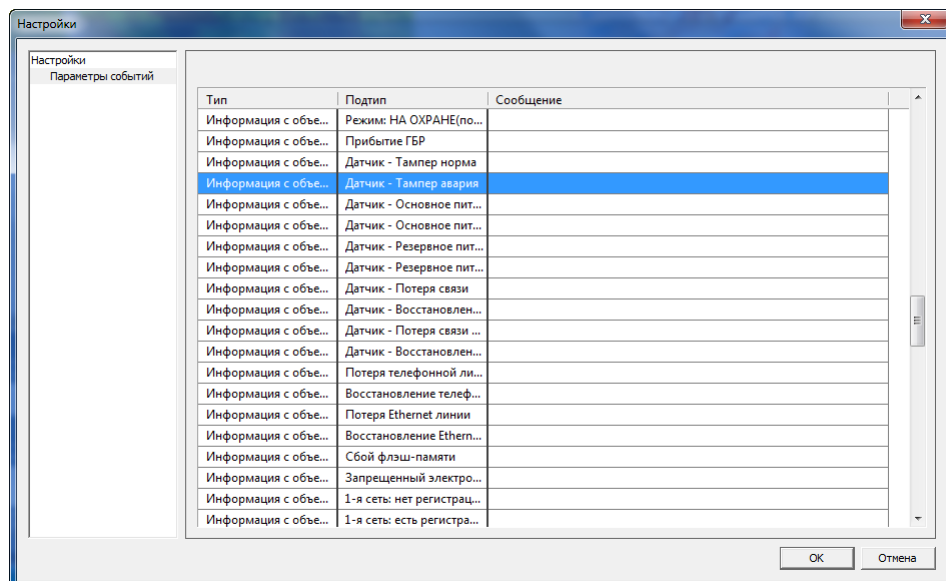 Настройки
Настройки
Параметры событий
Тип Подтип Сообщение
Информация с объе... Режим: НА ОХРАНЕ(по...
Информация с объе... Прибытие ГБР
Информация с объе... Датчик - Тампер норма
Информация с объе... Датчик - Тампер авария
Информация с объе... Датчик - Основное пит...
Информация с объе... Датчик - Основное пит...
Информация с объе... Датчик - Резервное пит...
Информация с объе... Датчик - Резервное пит...
Информация с объе... Датчик - Потеря связи
Информация с объе... Датчик - Восстановлен...
Информация с объе... Датчик - Потеря связи ...
Информация с объе... Датчик - Восстановлен...
Информация с объе... Потеря телефонной ли...
Информация с объе... Восстановление телеф...
Информация с объе... Потеря Ethernet линии
Информация с объе... Восстановление Ethern...
Информация с объе... Сбой флэш-памяти
Информация с объе... Запрещенный электро...
Информация с объе... 1-я сеть: нет регистрац...
Информация с объе... 1-я сеть: есть регистра...
OK Отмена